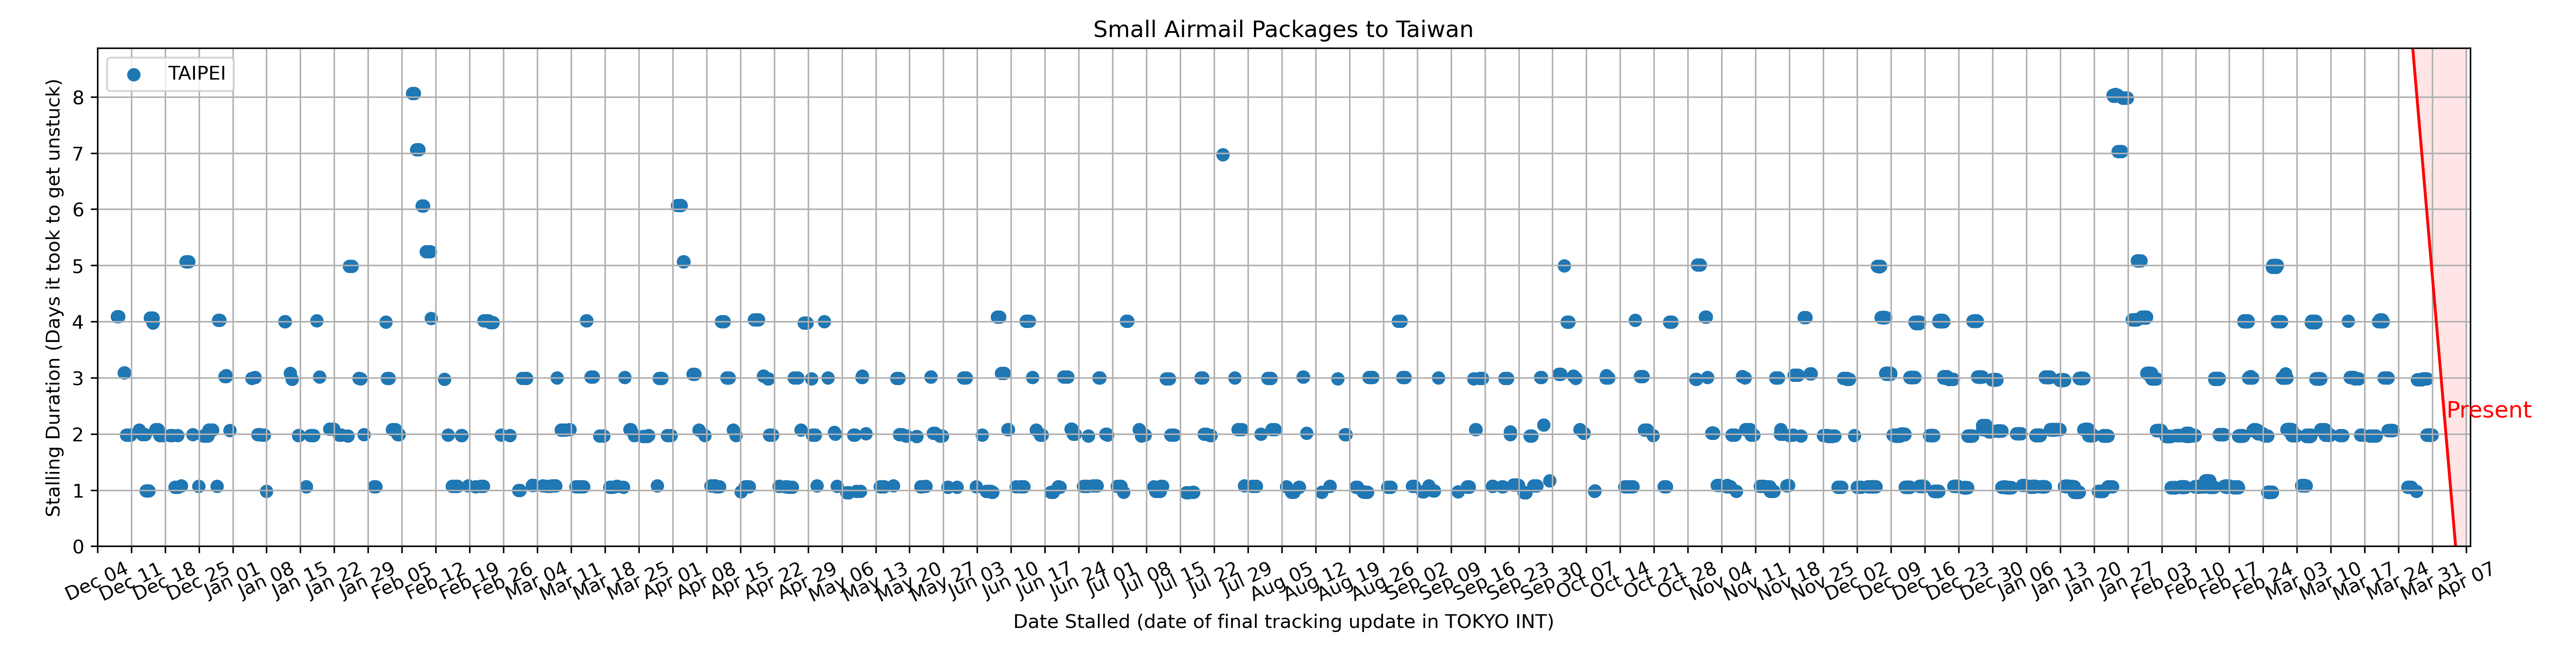 Small Airmail Packages to Taiwan
TAIPEI
Stalling Duration (Days it took to get unstuck)
8
7
6
5
4
3
2
1
0
Present
Dec 04
Dec 11
Dec 18
Dec 25
Jan 01
Jan 08
Jan 15
Jan 22
Jan 29
Feb 05
Feb 12
Feb 19
Feb 26
Mar 04
Mar 11
Mar 18
Mar 25
Apr 01
Apr 08
Apr 15
Apr 22
Apr 29
May 06
May 13
May 20
May 27
Jun 03
Jun 10
Jun 17
Jun 24
Jul 01
Jul 08
Jul 15
Jul 22
Jul 29
Aug 05
Aug 12
Aug 19
Aug 26
Sep 02
Sep 09
Sep 16
Sep 23
Sep 30
Oct 07
Oct 14
Oct 21
Oct 28
Nov 04
Nov 11
Nov 18
Nov 25
Dec 02
Dec 09
Dec 16
Dec 23
Dec 30
Jan 06
Jan 13
Jan 20
Jan 27
Feb 03
Feb 10
Feb 17
Feb 24
Mar 03
Mar 10
Mar 17
Mar 24
Mar 31
Apr 07
Date Stalled (date of final tracking update in TOKYO INT)